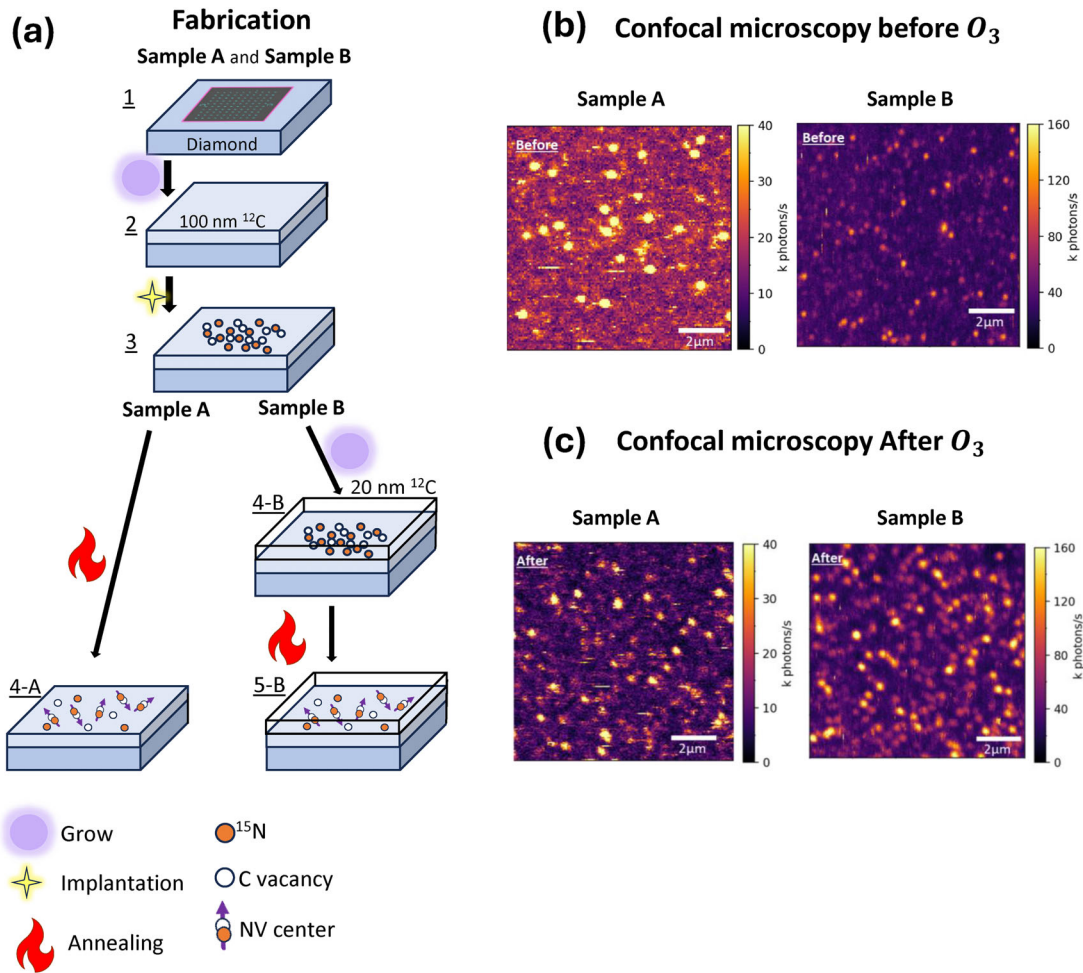 (a)
Fabrication
Sample A and Sample B
1
Diamond
2
100 nm ¹²C
3
Sample A
Sample B
20 nm ¹²C
4-B
4-A
5-B
Grow
Implantation
Annealing
¹⁵N
C vacancy
NV center
(b)
Confocal microscopy before O₃
Sample A
Before
2μm
40
30
20
10
0
k photons/s
Sample B
Before
2μm
160
120
80
40
0
k photons/s
(c)
Confocal microscopy After O₃
Sample A
After
2μm
40
30
20
10
0
k photons/s
Sample B
After
2μm
160
120
80
40
0
k photons/s